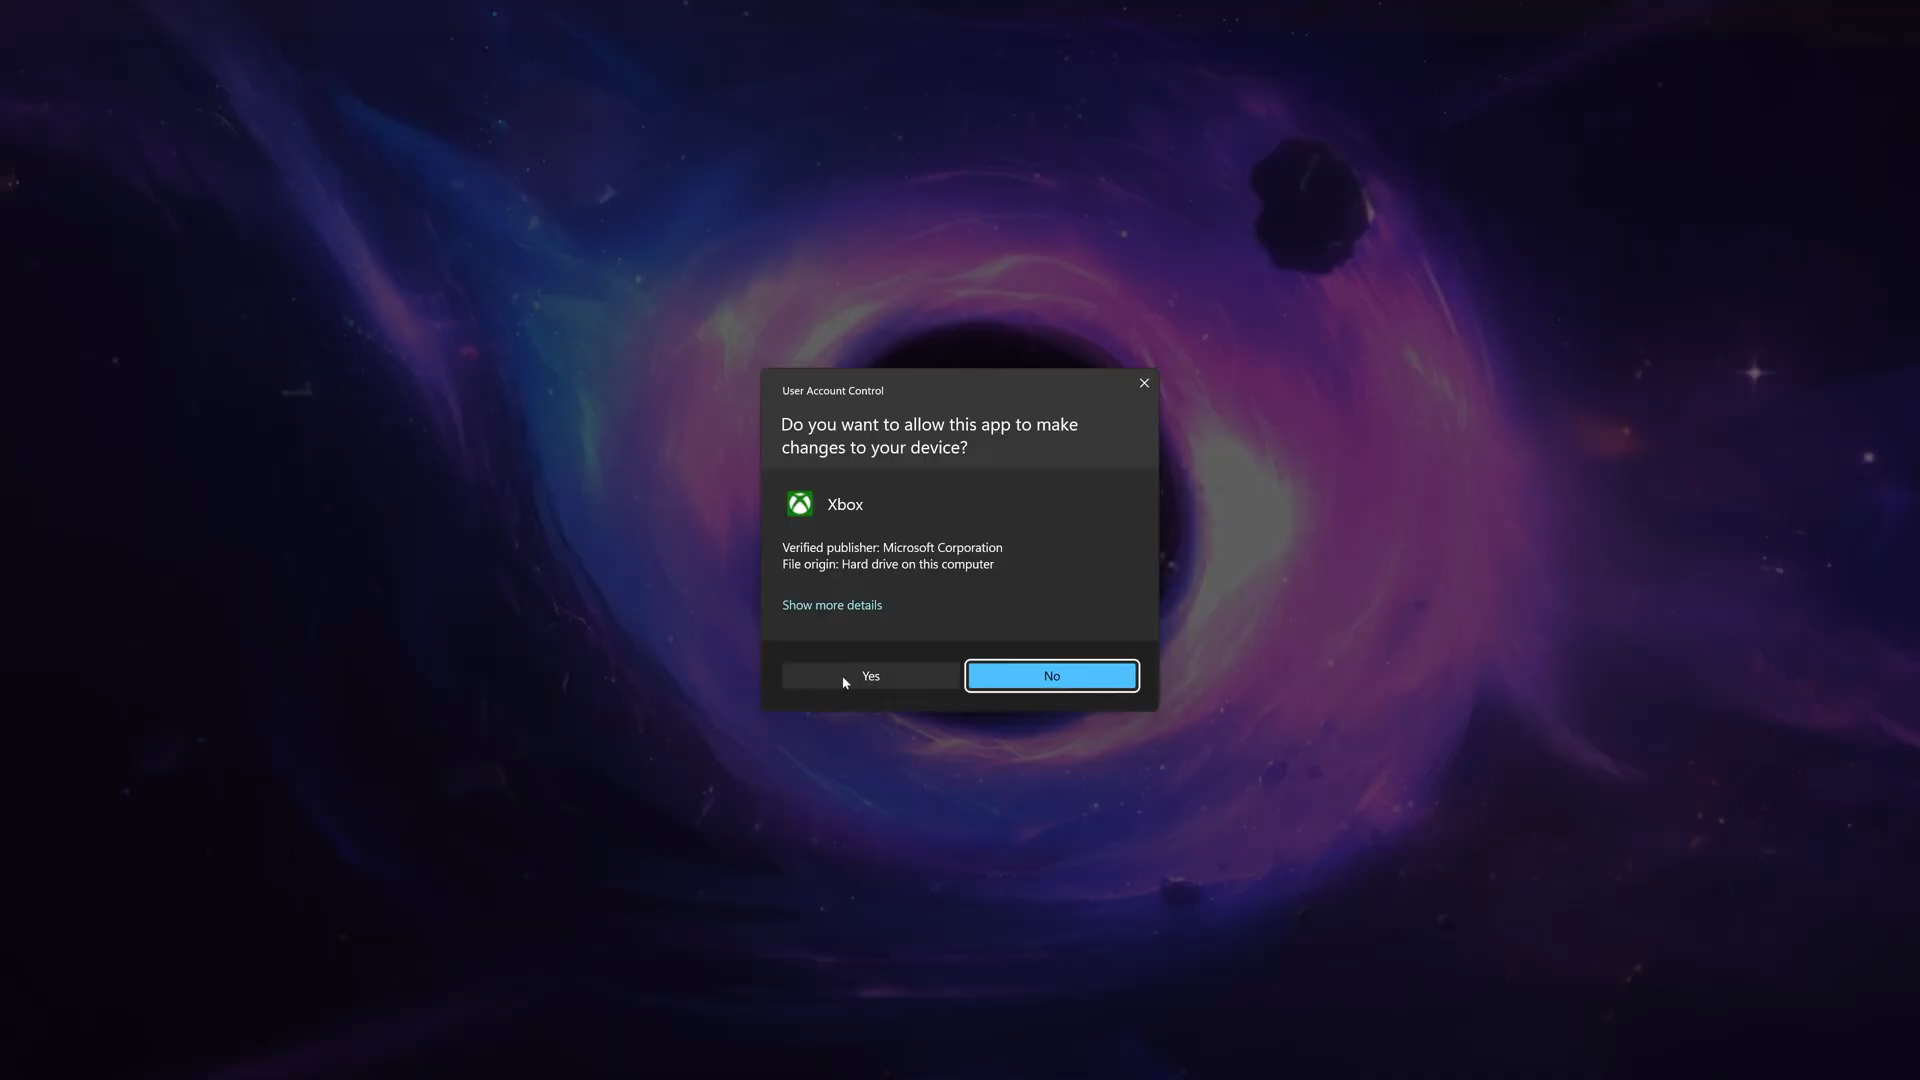 User Account Control
Do you want to allow this app to make
changes to your device?
Xbox
Verified publisher: Microsoft Corporation
File origin: Hard drive on this computer
Show more details
Yes
No